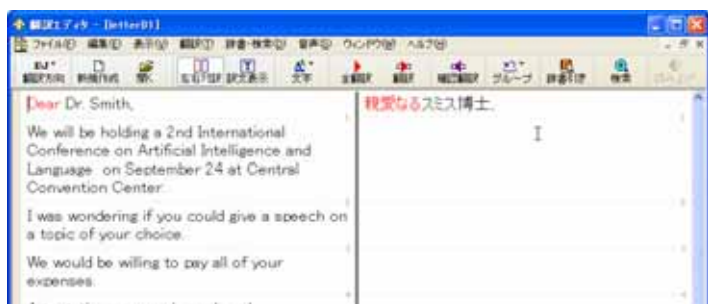 翻訳エディタ - [letter01]
ファイル(F) 編集(E) 表示(V) 翻訳(T) 辞書・検索(D) 音声(S) ウィンドウ(W) ヘルプ(H)
翻訳方向 新規作成 開く 左右対訳 訳文表示 文字 全翻訳 翻訳 確認翻訳 グループ 辞書引き 検索
Dear Dr. Smith,
親愛なるスミス博士,
We will be holding a 2nd International
Conference on Artificial Intelligence and
Language on September 24 at Central
Convention Center.
I was wondering if you could give a speech on
a topic of your choice.
We would be willing to pay all of your
expenses.